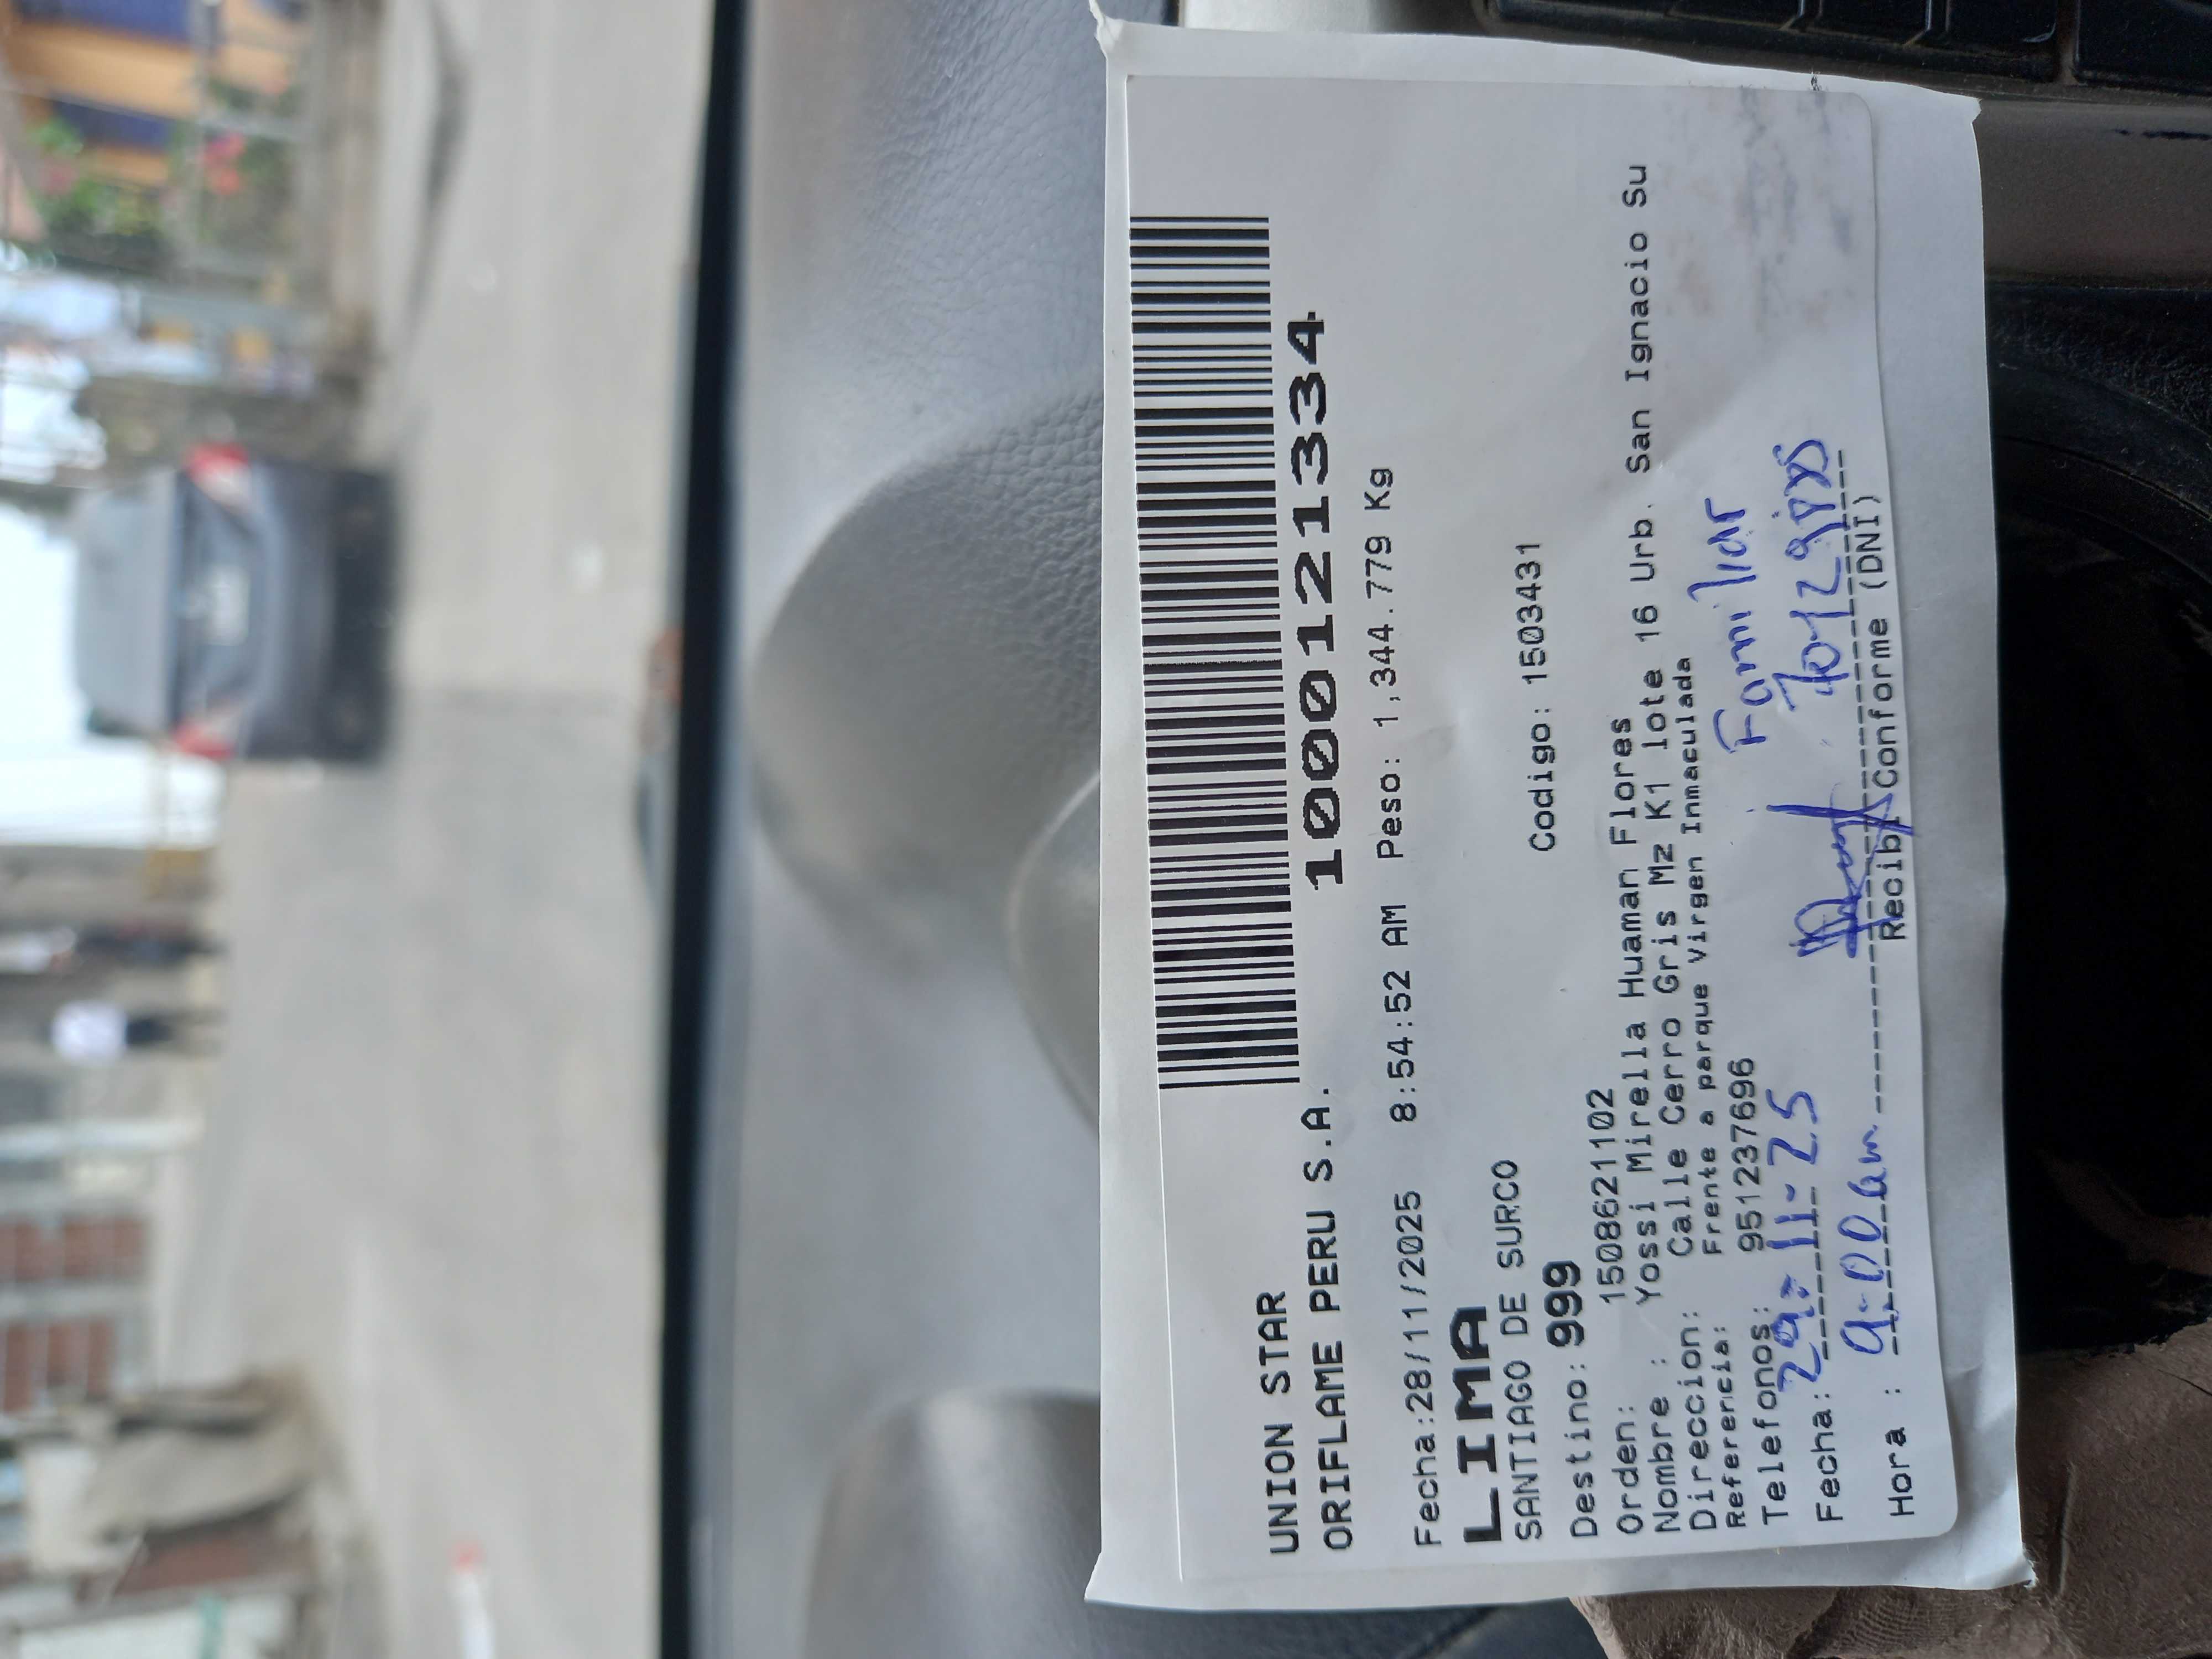 UNION STAR
ORIFLAME PERU S.A.
1000121334
Fecha:28/11/2025 8:54:52 AM Peso: 1,344.779 Kg
LIMA
SANTIAGO DE SURCO
Destino: 999 Codigo: 1503431
Orden: 1508621102
Nombre : Yossi Mirella Huaman Flores
Direccion: Calle Cerro Gris Mz K1 lote 16 Urb. San Ignacio Su
Referencia: Frente a parque Virgen Inmaculada
Telefonos: 951237696
Familiar
Fecha: 29-11-25
Hora : 9:00am
Recibi Conforme (DNI)